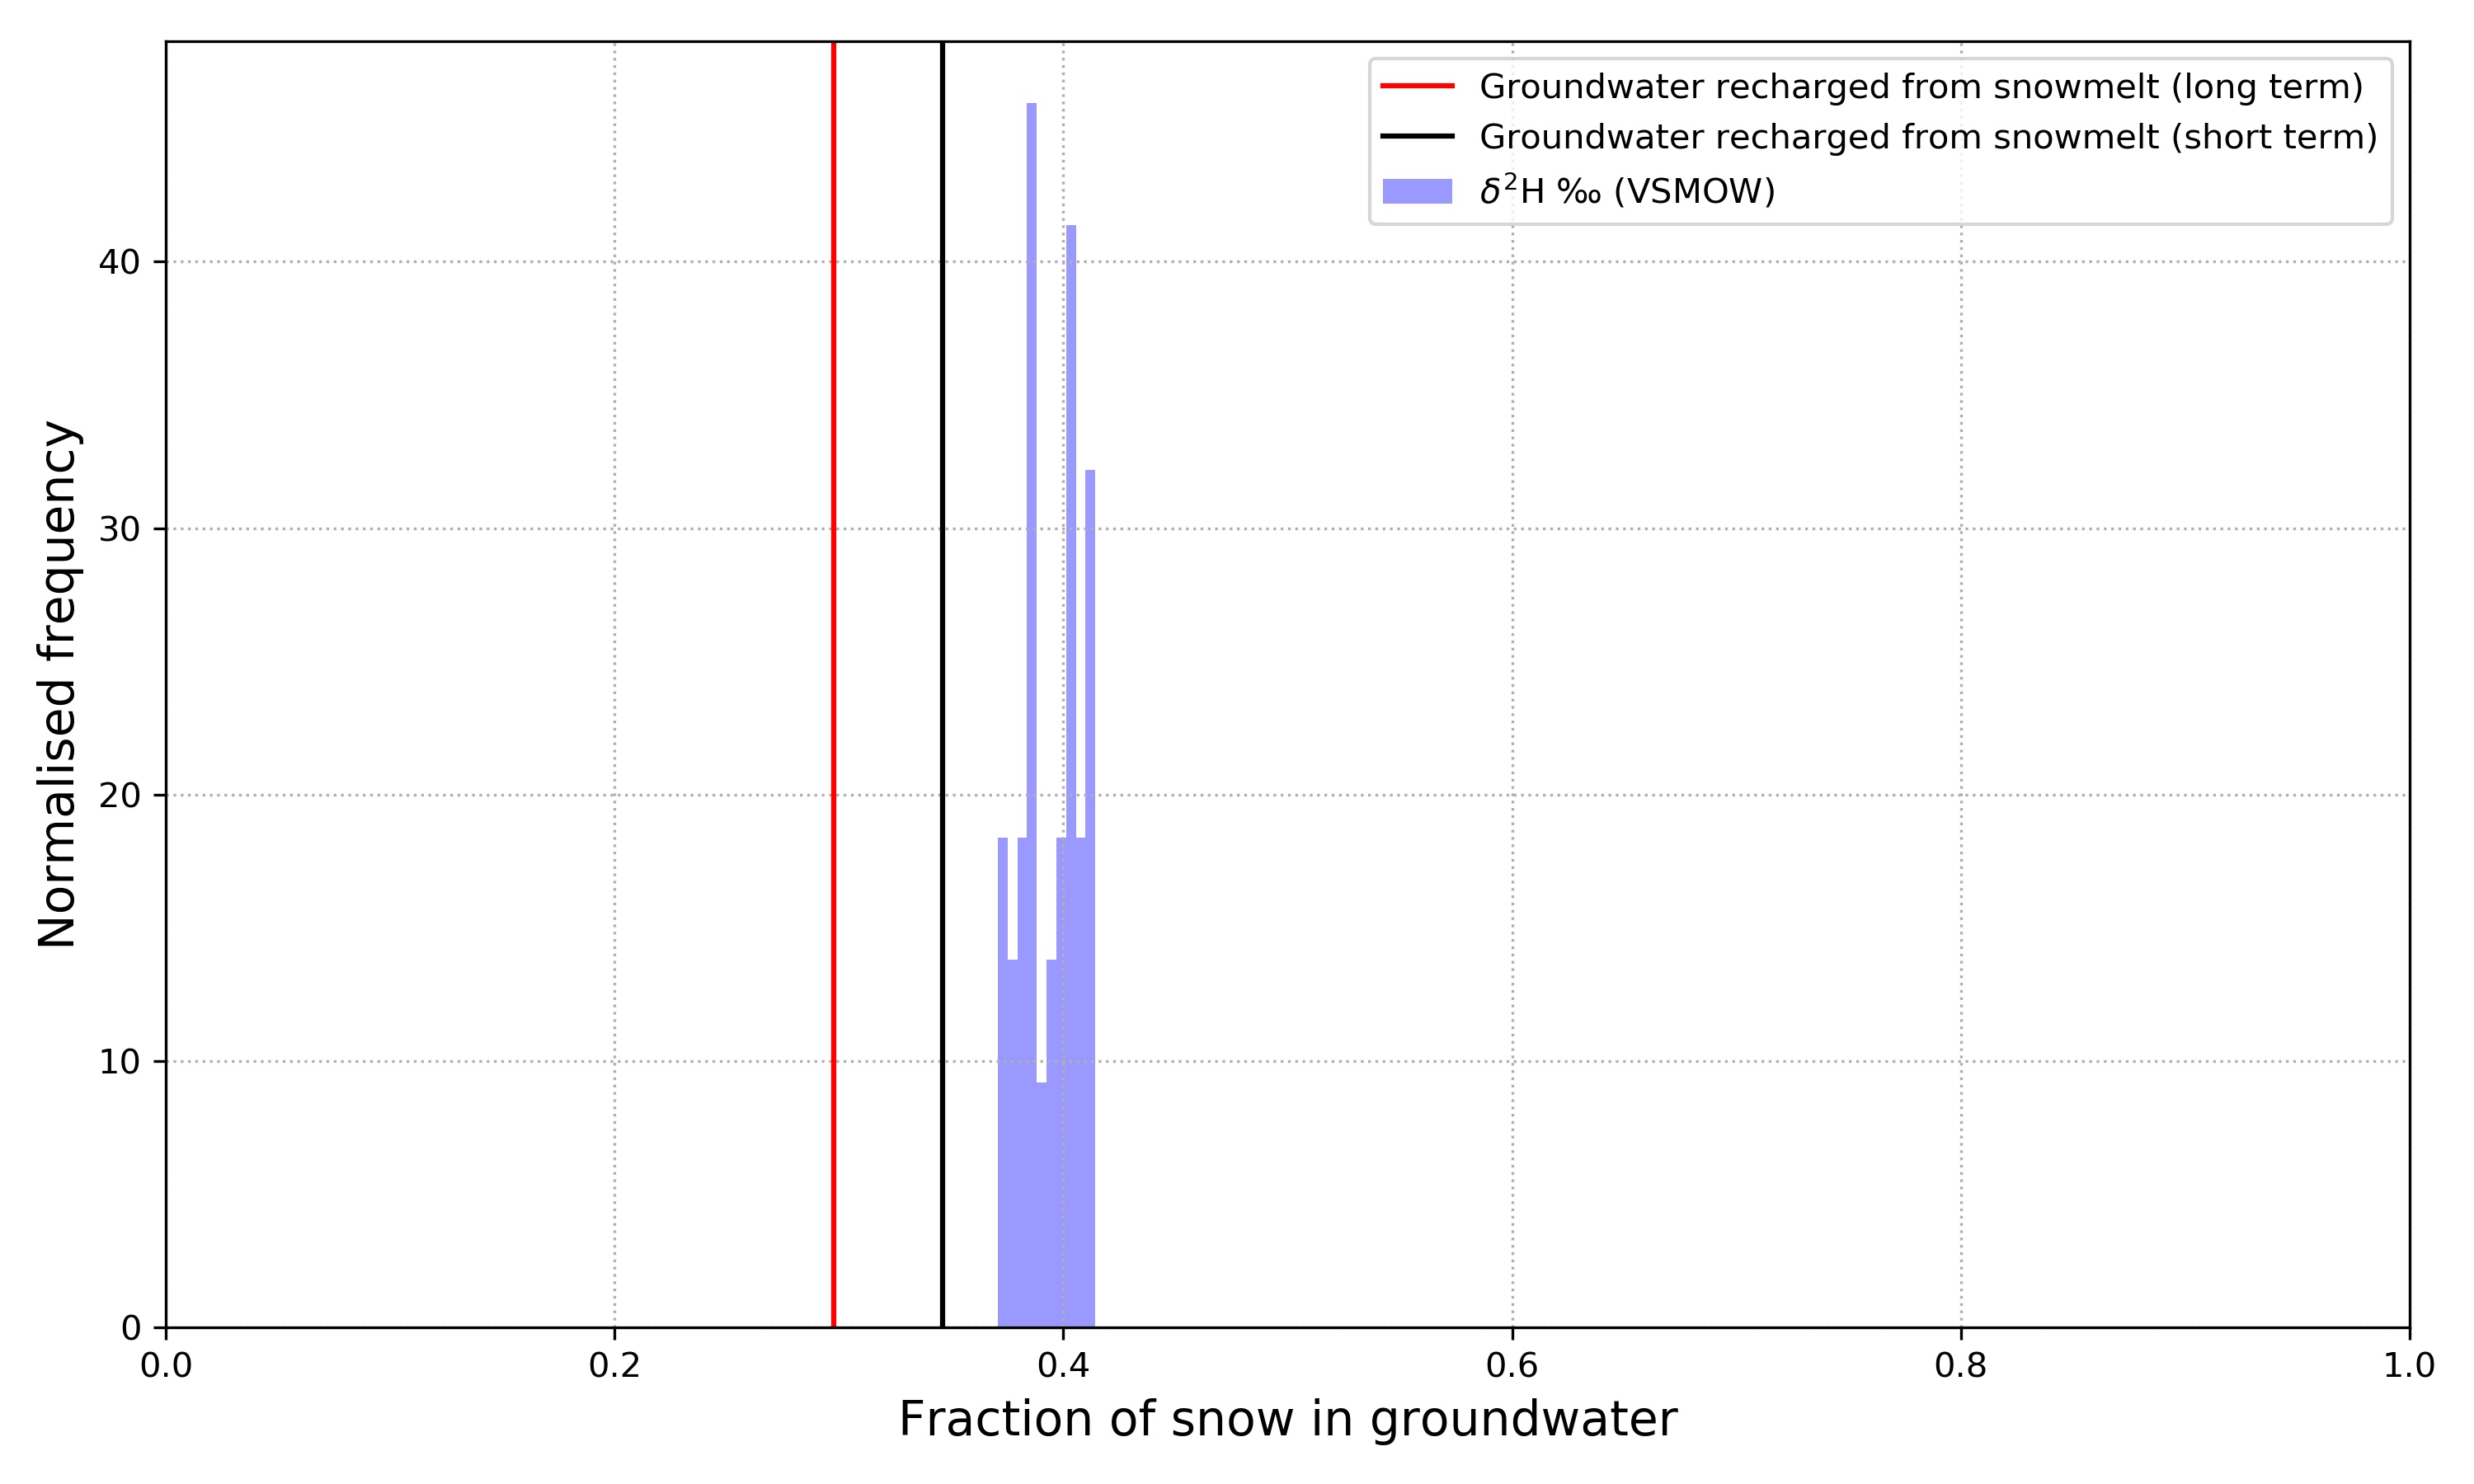 Groundwater recharged from snowmelt (long term)
Groundwater recharged from snowmelt (short term)
δ²H ‰ (VSMOW)
Normalised frequency
40
30
20
10
0
0.0 0.2 0.4 0.6 0.8 1.0
Fraction of snow in groundwater